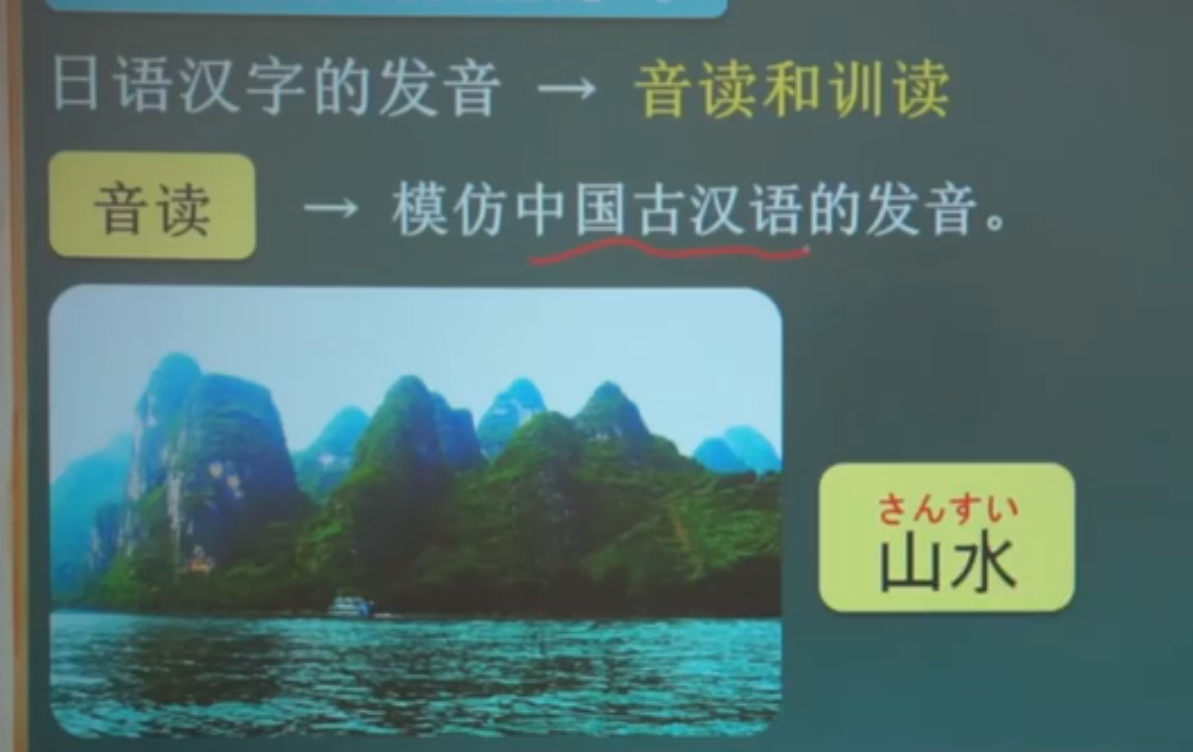 日语汉字的发音 → 音读和训读
音读 → 模仿中国古汉语的发音。
さんすい
山水